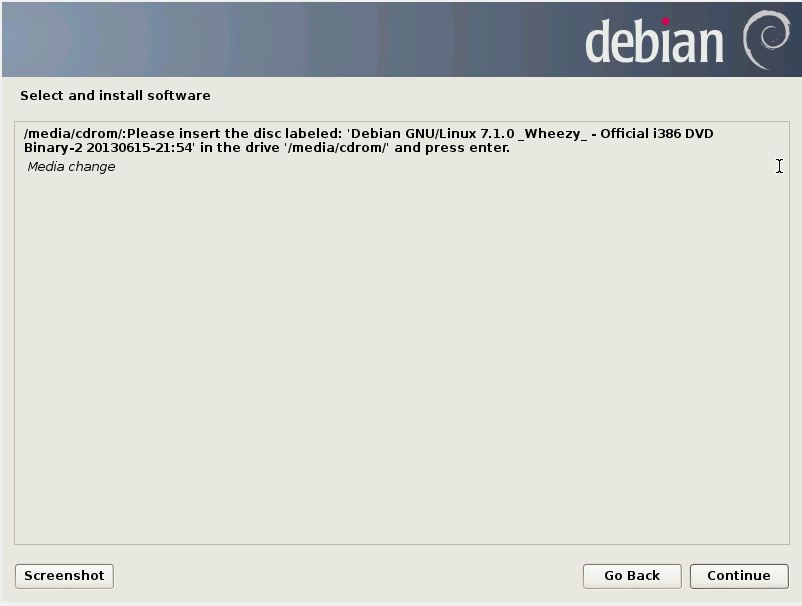 debian
Select and install software
/media/cdrom/:Please insert the disc labeled: 'Debian GNU/Linux 7.1.0 _Wheezy_ - Official i386 DVD
Binary-2 20130615-21:54' in the drive '/media/cdrom/' and press enter.
Media change
Screenshot
Go Back
Continue